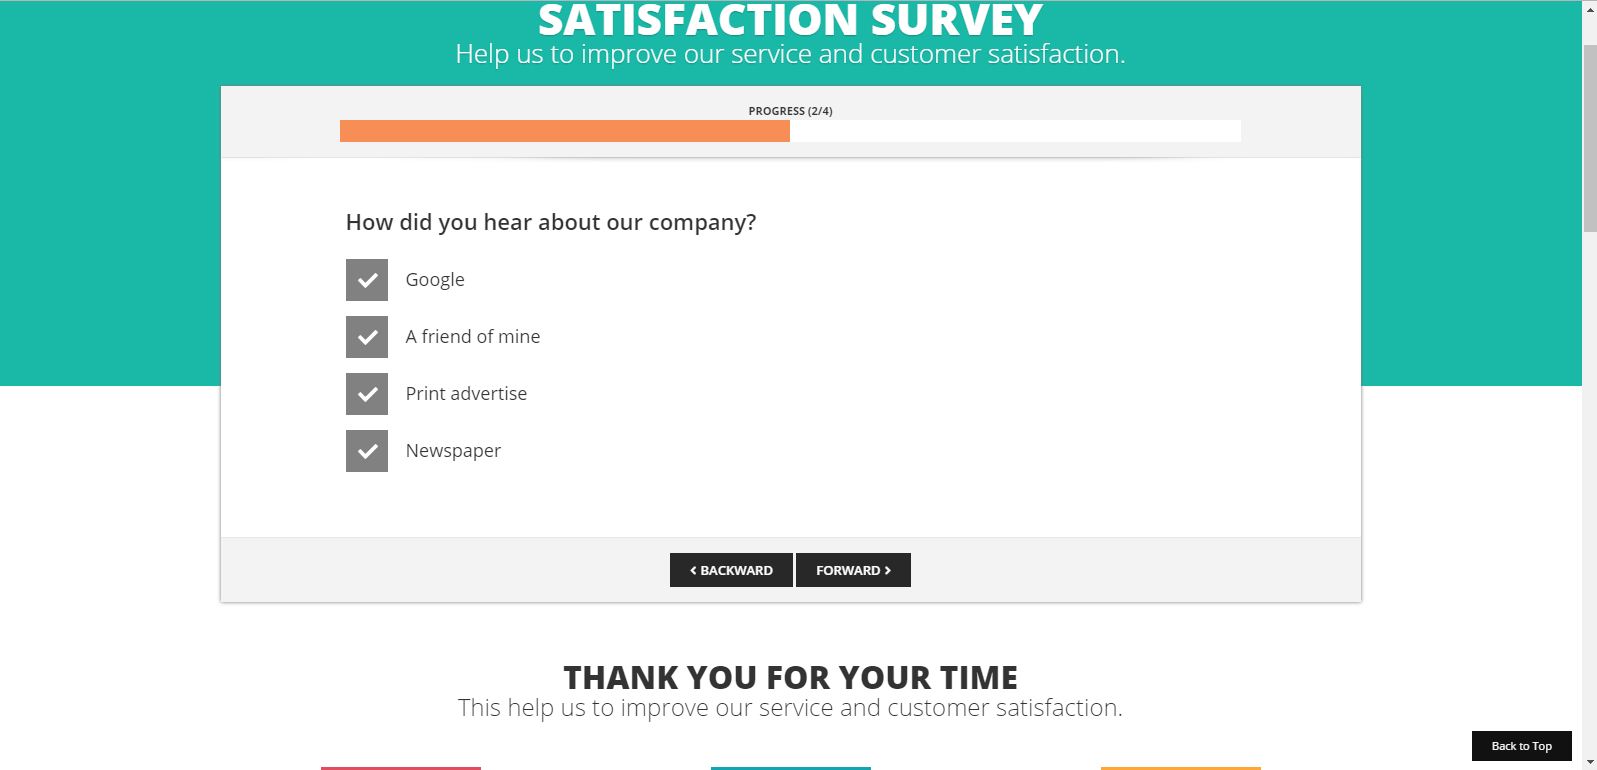 SATISFACTION SURVEY
Help us to improve our service and customer satisfaction.
PROGRESS (2/4)
How did you hear about our company?
Google
A friend of mine
Print advertise
Newspaper
BACKWARD
FORWARD
THANK YOU FOR YOUR TIME
This help us to improve our service and customer satisfaction.
Back to Top